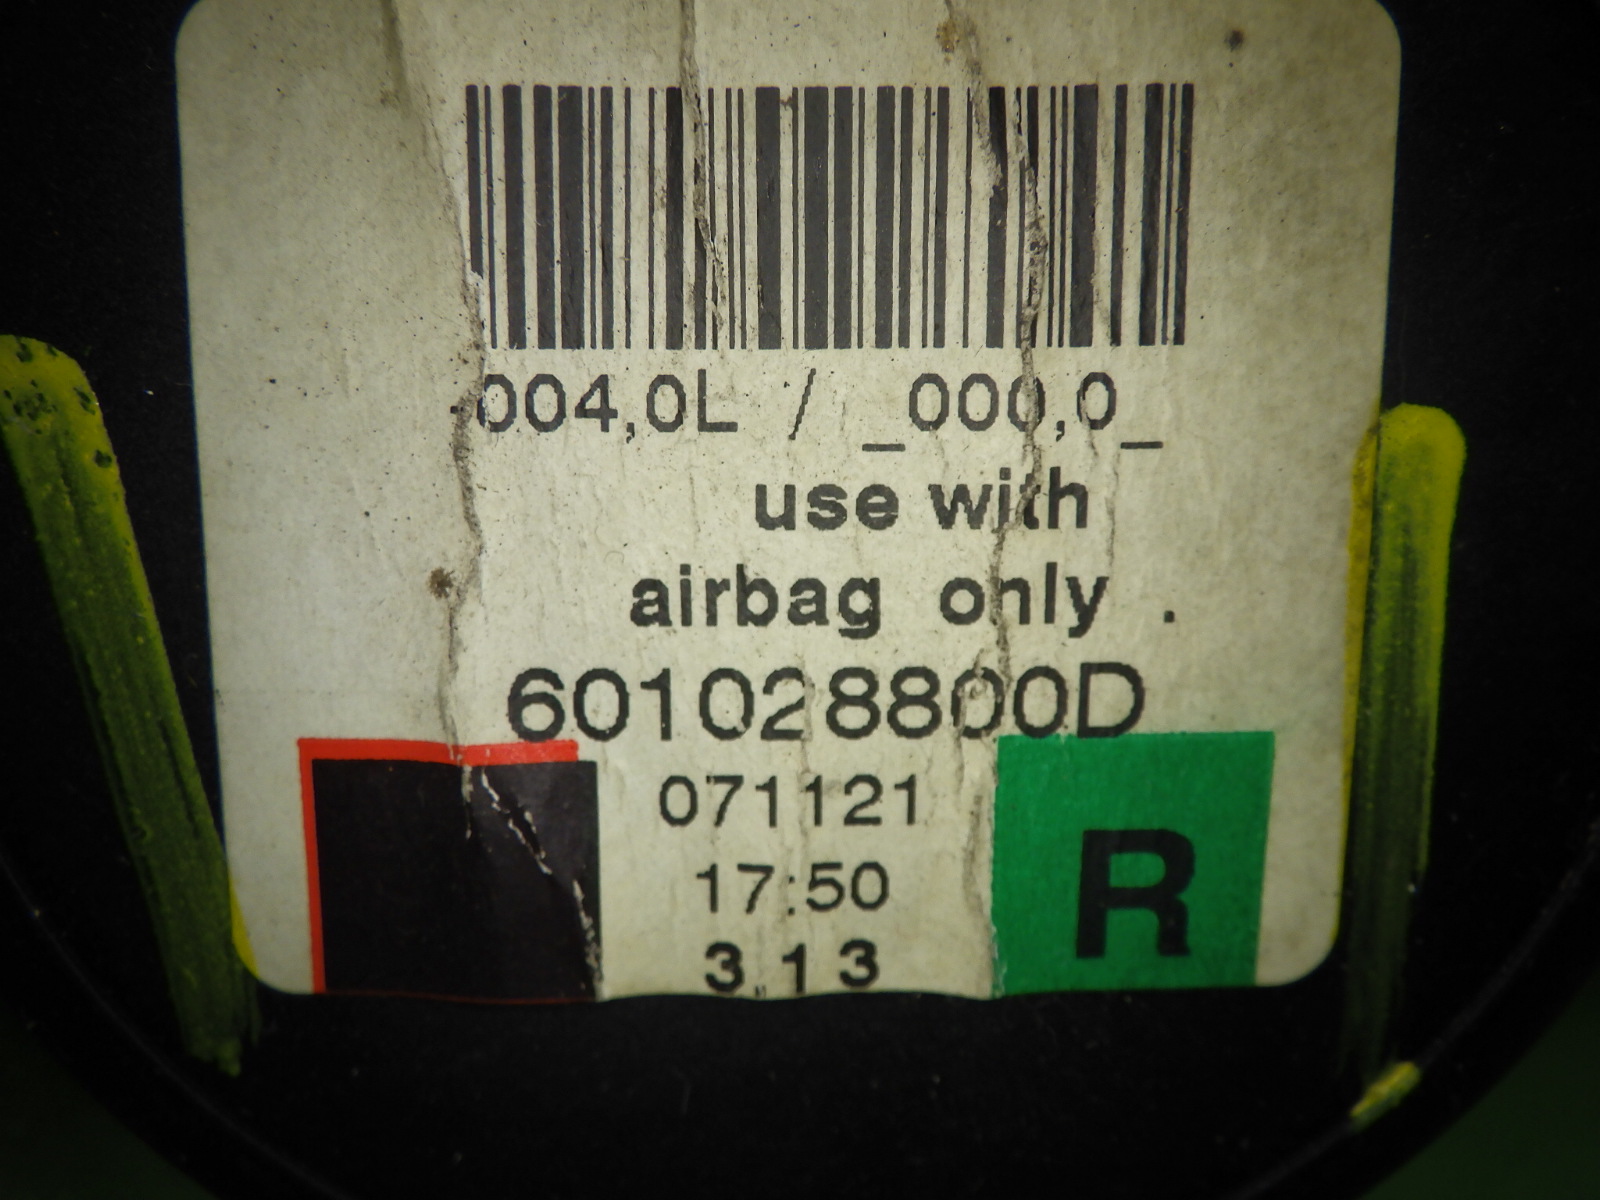 -004,0L / _000,0_
use with
airbag only .
601028800D
071121
17:50
3.13
R